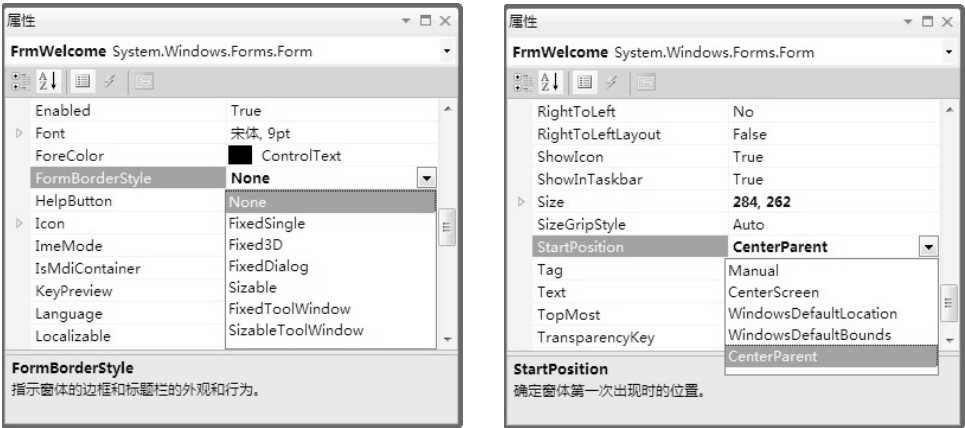 属性
FrmWelcome System.Windows.Forms.Form
Enabled True
Font 宋体, 9pt
ForeColor ControlText
FormBorderStyle None
HelpButton None
Icon FixedSingle
ImeMode Fixed3D
IsMdiContainer FixedDialog
KeyPreview Sizable
Language FixedToolWindow
Localizable SizableToolWindow
FormBorderStyle
指示窗体的边框和标题栏的外观和行为。
属性
FrmWelcome System.Windows.Forms.Form
RightToLeft No
RightToLeftLayout False
ShowIcon True
ShowInTaskbar True
Size 284, 262
SizeGripStyle Auto
StartPosition CenterParent
Tag Manual
Text CenterScreen
TopMost WindowsDefaultLocation
TransparencyKey WindowsDefaultBounds
CenterParent
StartPosition
确定窗体第一次出现时的位置。